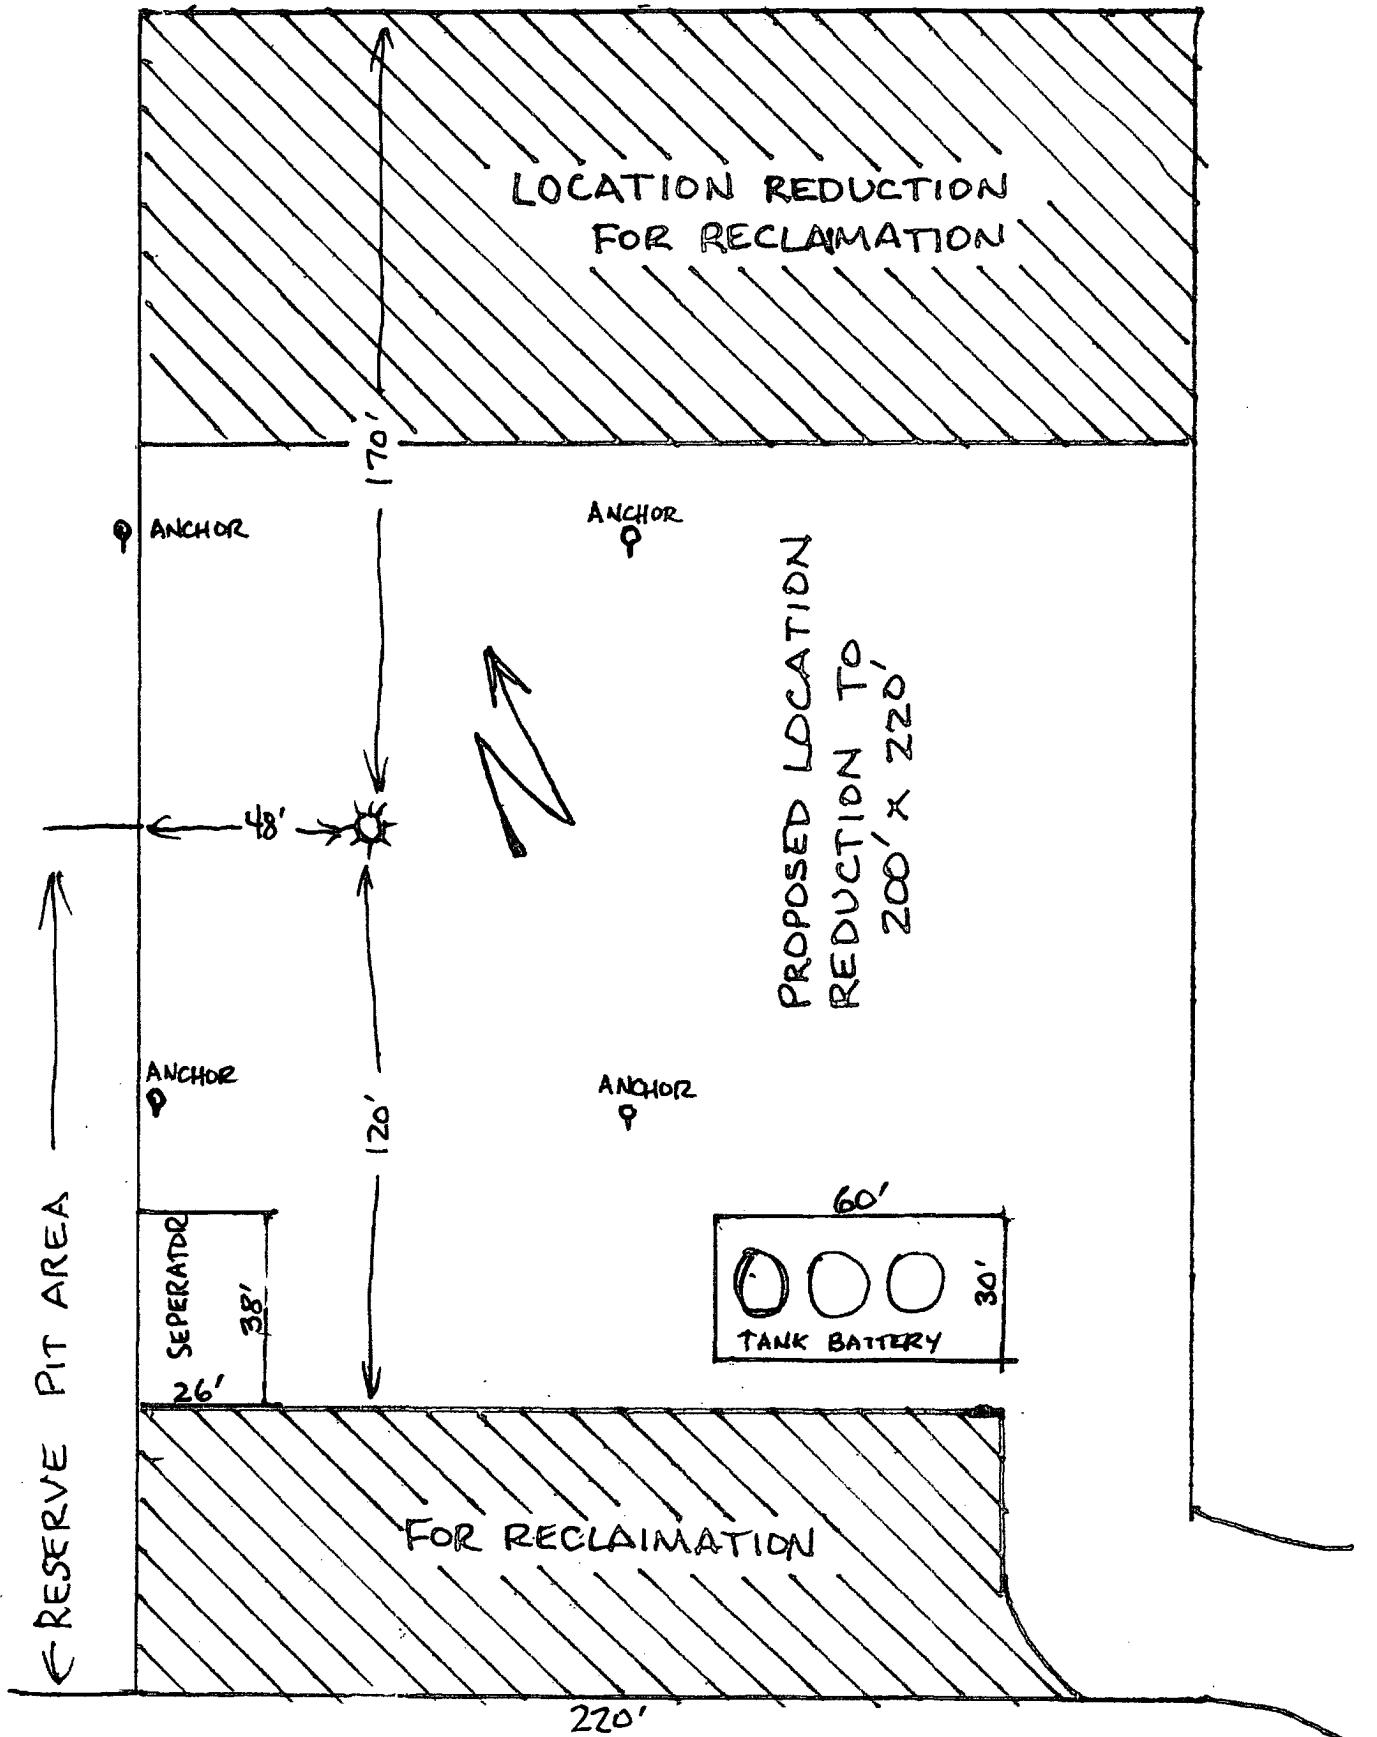 LOCATION REDUCTION
FOR RECLAIMATION
170'
ANCHOR
ANCHOR
PROPOSED LOCATION
REDUCTION TO
200' X 220'
N
48'
ANCHOR
ANCHOR
120'
RESERVE PIT AREA
SEPERATOR
38'
26'
60'
30'
TANK BATTERY
FOR RECLAIMATION
220'